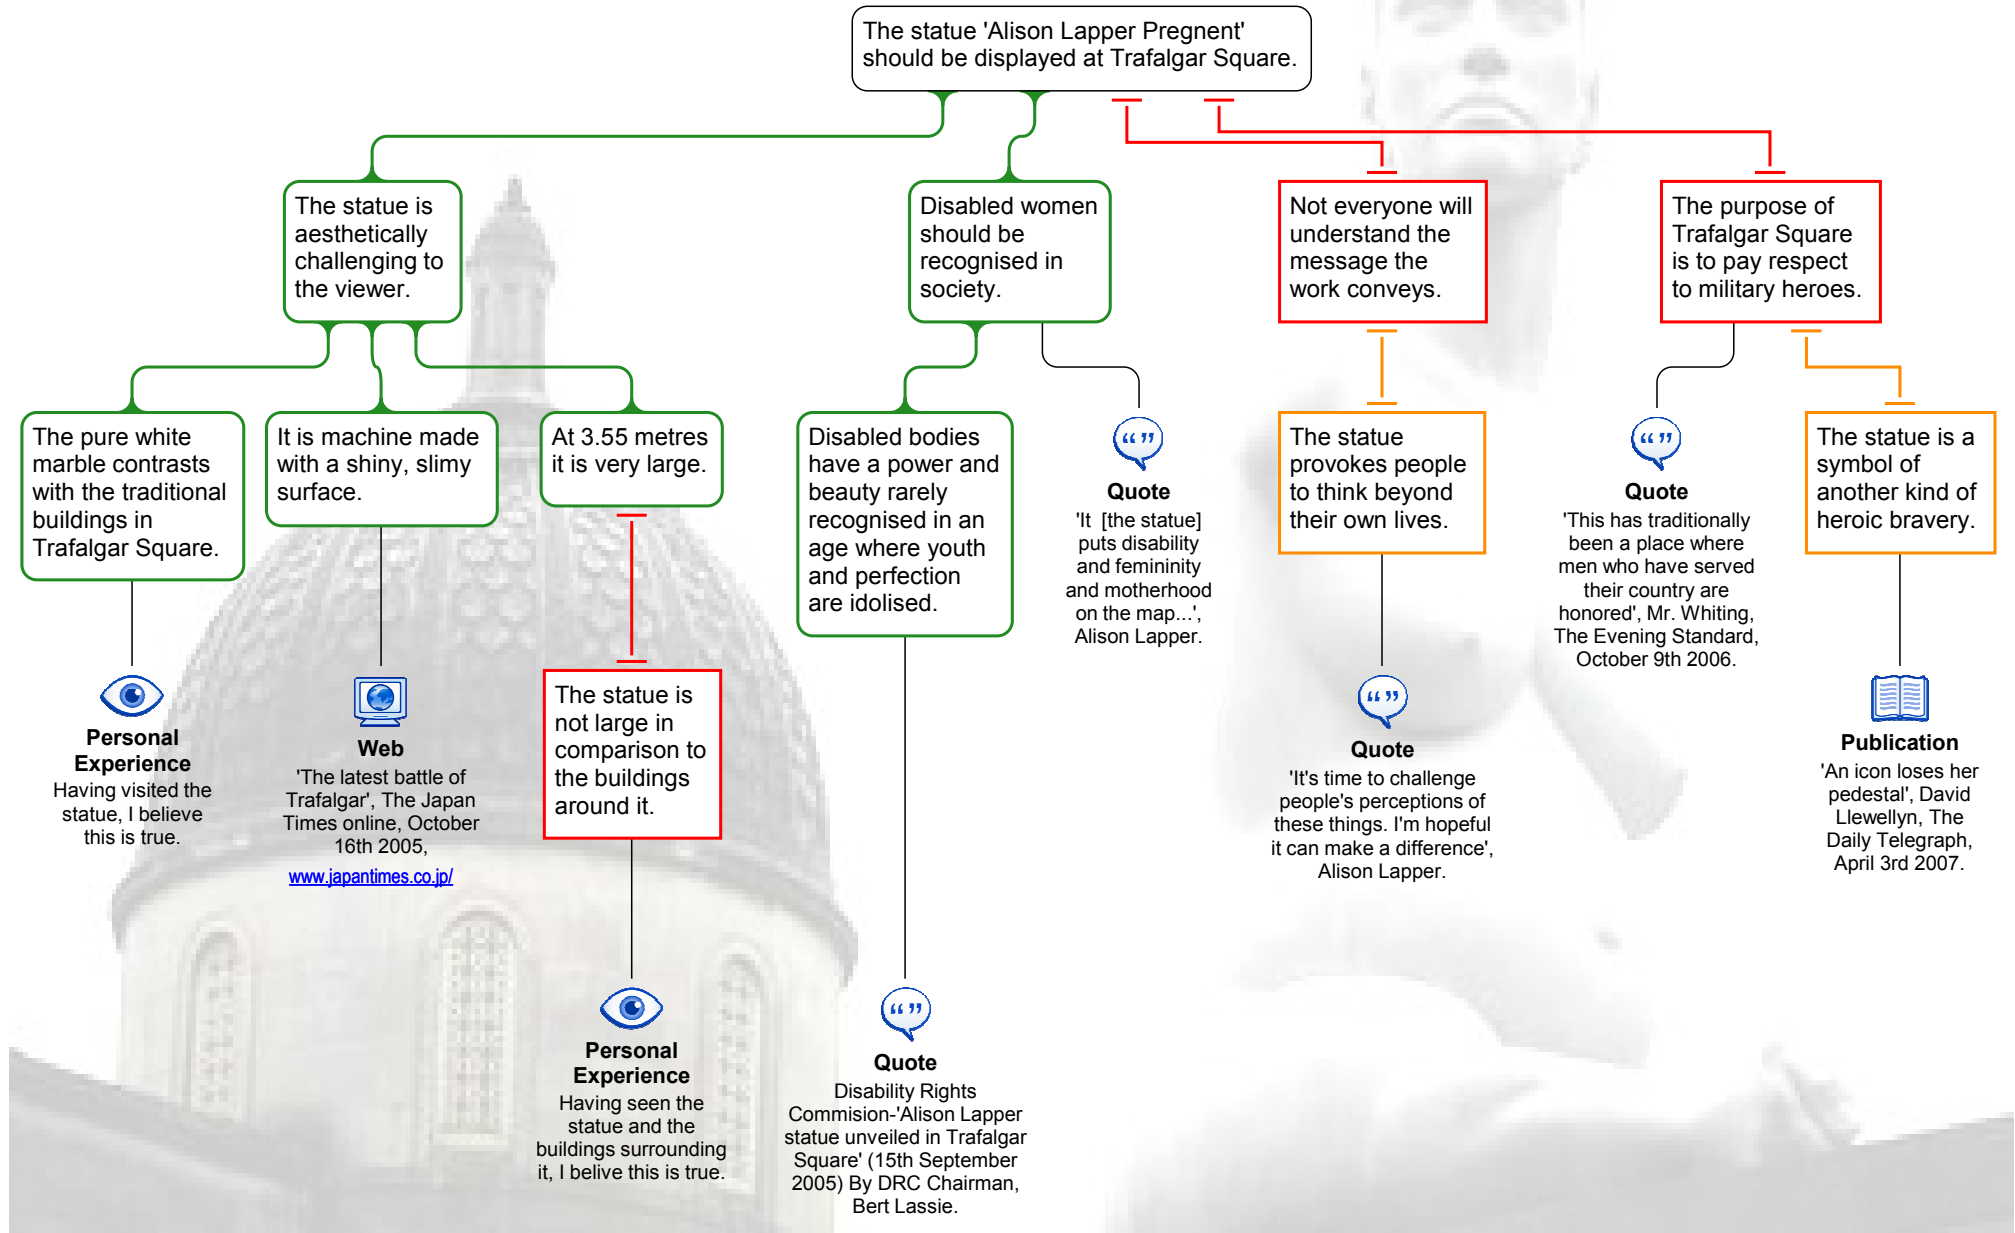 The statue 'Alison Lapper Pregnent'
should be displayed at Trafalgar Square.
The statue is
aesthetically
challenging to
the viewer.
Disabled women
should be
recognised in
society.
Not everyone will
understand the
message the
work conveys.
The purpose of
Trafalgar Square
is to pay respect
to military heroes.
The pure white
marble contrasts
with the traditional
buildings in
Trafalgar Square.
It is machine made
with a shiny, slimy
surface.
At 3.55 metres
it is very large.
Disabled bodies
have a power and
beauty rarely
recognised in an
age where youth
and perfection
are idolised.
“ ”
Quote
'It [the statue]
puts disability
and femininity
and motherhood
on the map...',
Alison Lapper.
The statue
provokes people
to think beyond
their own lives.
“ ”
Quote
'This has traditionally
been a place where
men who have served
their country are
honored', Mr. Whiting,
The Evening Standard,
October 9th 2006.
The statue is a
symbol of
another kind of
heroic bravery.
Personal
Experience
Having visited the
statue, I believe
this is true.
Web
'The latest battle of
Trafalgar', The Japan
Times online, October
16th 2005,
www.japantimes.co.jp/
The statue is
not large in
comparison to
the buildings
around it.
“ ”
Quote
'It's time to challenge
people's perceptions of
these things. I'm hopeful
it can make a difference',
Alison Lapper.
Publication
'An icon loses her
pedestal', David
Llewellyn, The
Daily Telegraph,
April 3rd 2007.
Personal
Experience
Having seen the
statue and the
buildings surrounding
it, I belive this is true.
“ ”
Quote
Disability Rights
Commision-'Alison Lapper
statue unveiled in Trafalgar
Square' (15th September
2005) By DRC Chairman,
Bert Lassie.